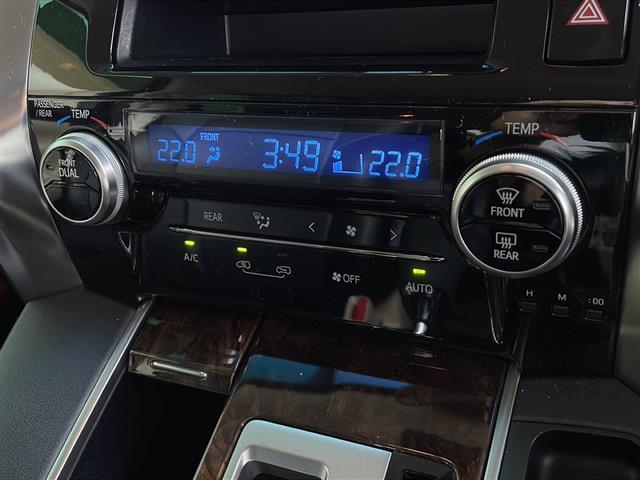 PASSENGER
/REAR
TEMP
FRONT
DUAL
FRONT
22.0
3:49
22.0
TEMP
FRONT
REAR
REAR
A/C
OFF
AUTO
H
M
:00